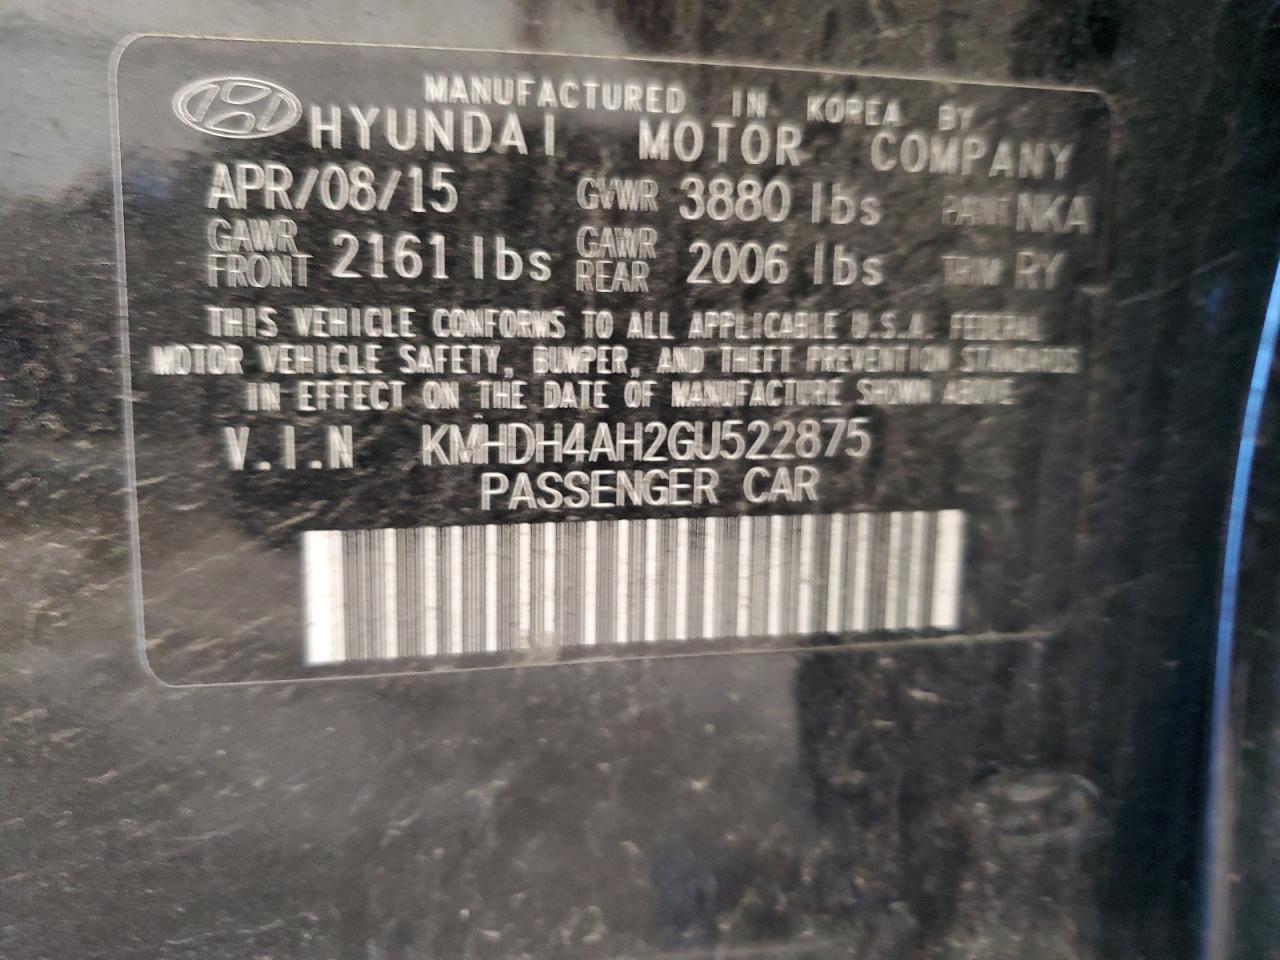 MANUFACTURED IN KOREA BY
HYUNDAI MOTOR COMPANY
APR/08/15 GVWR 3880 lbs PAINT NKA
GAWR FRONT 2161 lbs GAWR REAR 2006 lbs TRIM RY
THIS VEHICLE CONFORMS TO ALL APPLICABLE U.S.A. FEDERAL
MOTOR VEHICLE SAFETY, BUMPER, AND THEFT PREVENTION STANDARDS
IN EFFECT ON THE DATE OF MANUFACTURE SHOWN ABOVE
V.I.N KMHDH4AH2GU522875
PASSENGER CAR